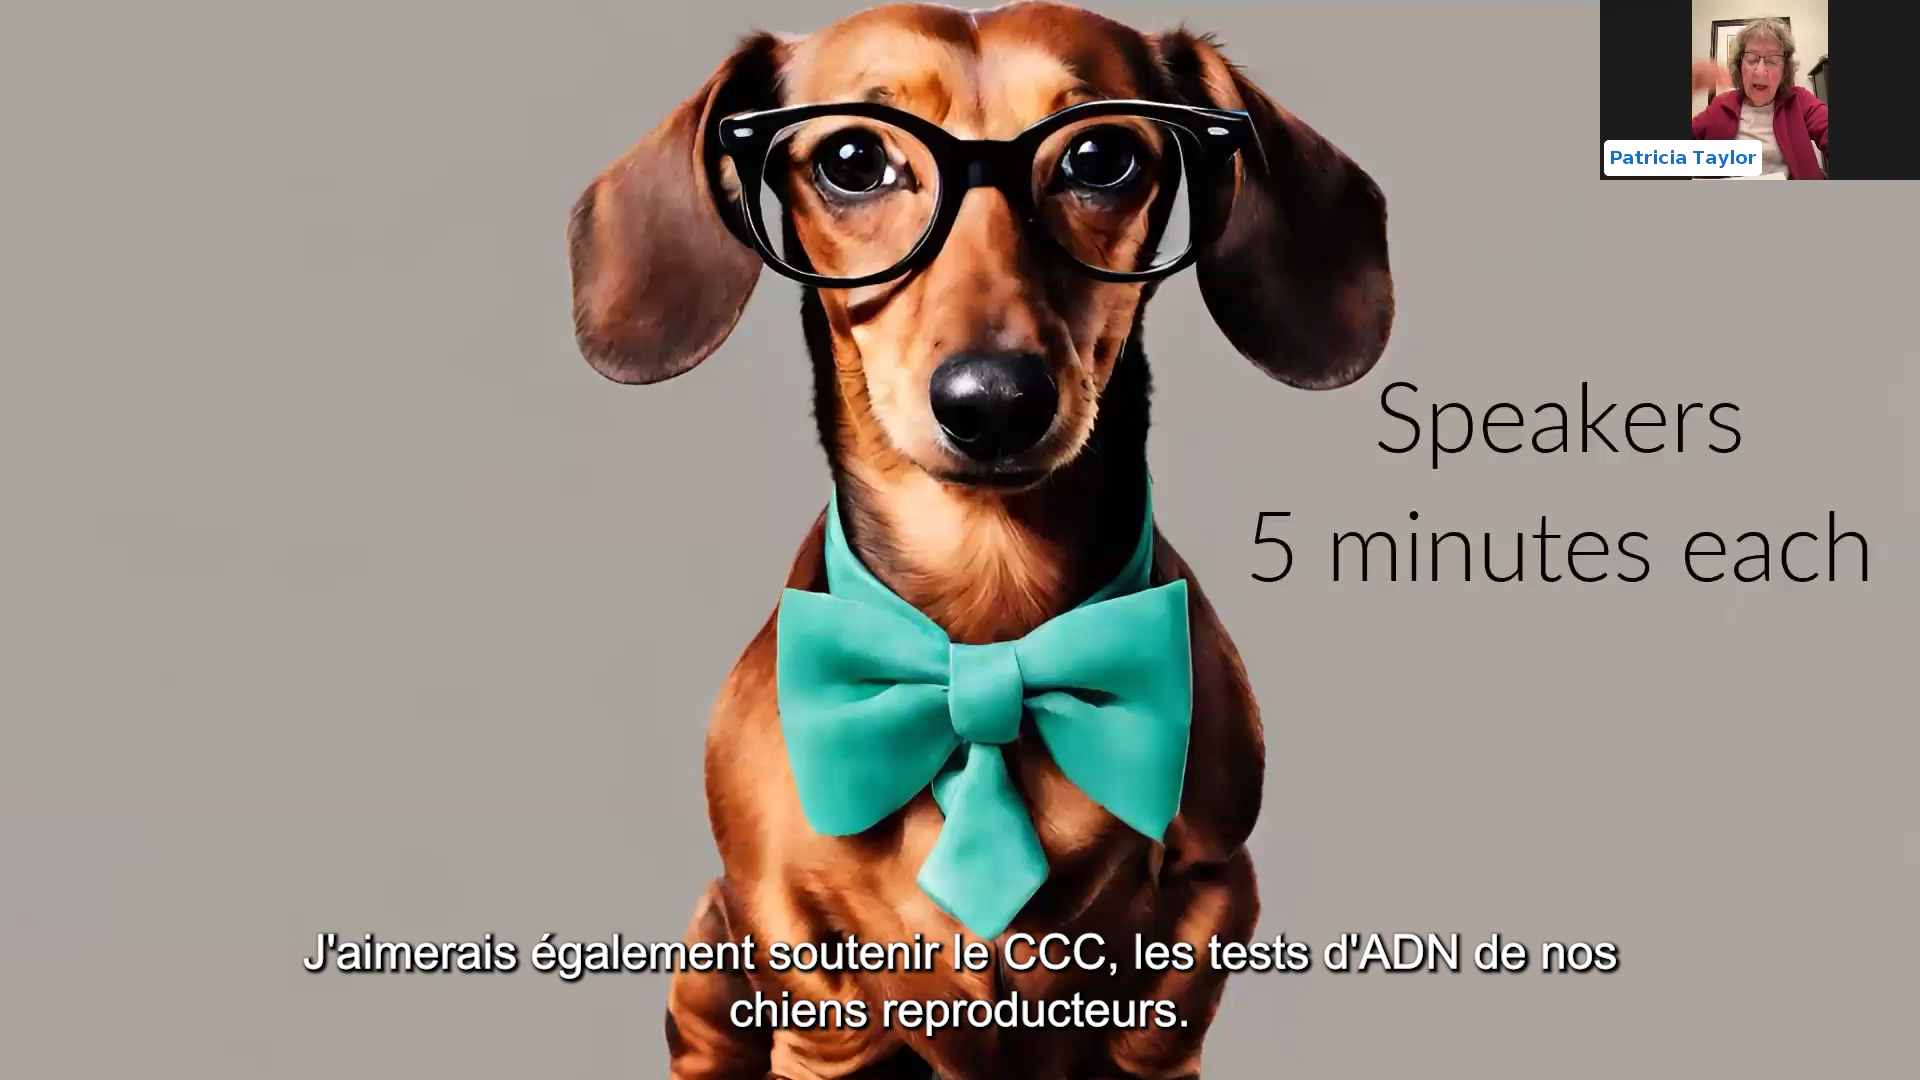 Patricia Taylor
Speakers
5 minutes each
J'aimerais également soutenir le CCC, les tests d'ADN de nos
chiens reproducteurs.